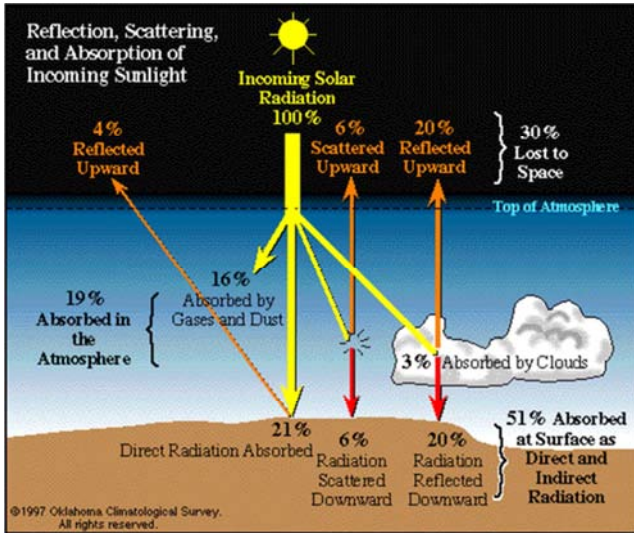 Reflection, Scattering,
and Absorption of
Incoming Sunlight
Incoming Solar
Radiation
100%
4%
Reflected
Upward
6%
Scattered
Upward
20%
Reflected
Upward
30%
Lost to
Space
Top of Atmosphere
16%
Absorbed by
Gases and Dust
19%
Absorbed in
the
Atmosphere
3% Absorbed by Clouds
21%
Direct Radiation Absorbed
6%
Radiation
Scattered
Downward
20%
Radiation
Reflected
Downward
51% Absorbed
at Surface as
Direct and
Indirect
Radiation
©1997 Oklahoma Climatological Survey.
All rights reserved.